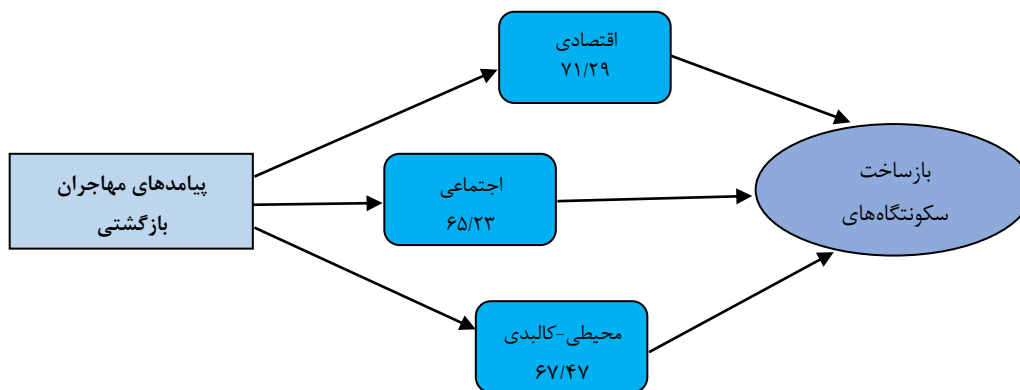 اقتصادی
۷۱/۲۹
پیامدهای مهاجران
بازگشتی
اجتماعی
۶۵/۲۳
بازساخت
سکونتگاه‌های
محیطی-کالبدی
۶۷/۴۷